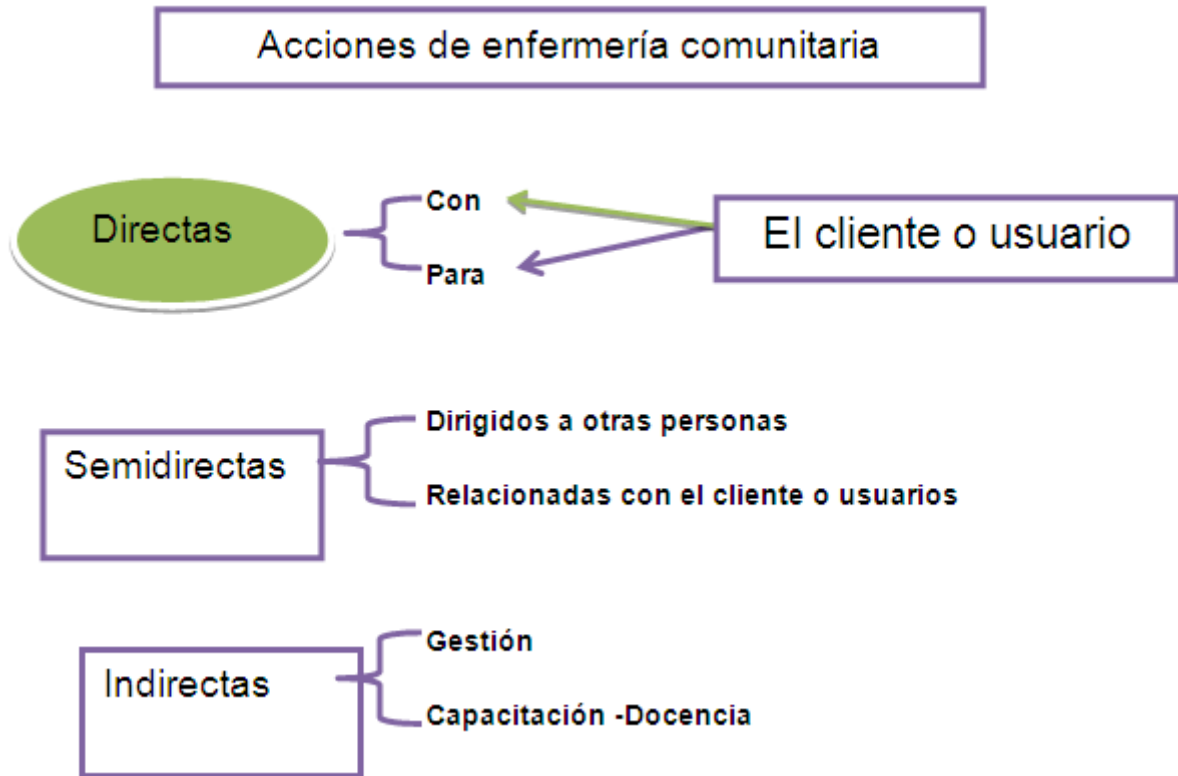 Acciones de enfermería comunitaria
Directas
Con
Para
El cliente o usuario
Semidirectas
Dirigidos a otras personas
Relacionadas con el cliente o usuarios
Indirectas
Gestión
Capacitación -Docencia